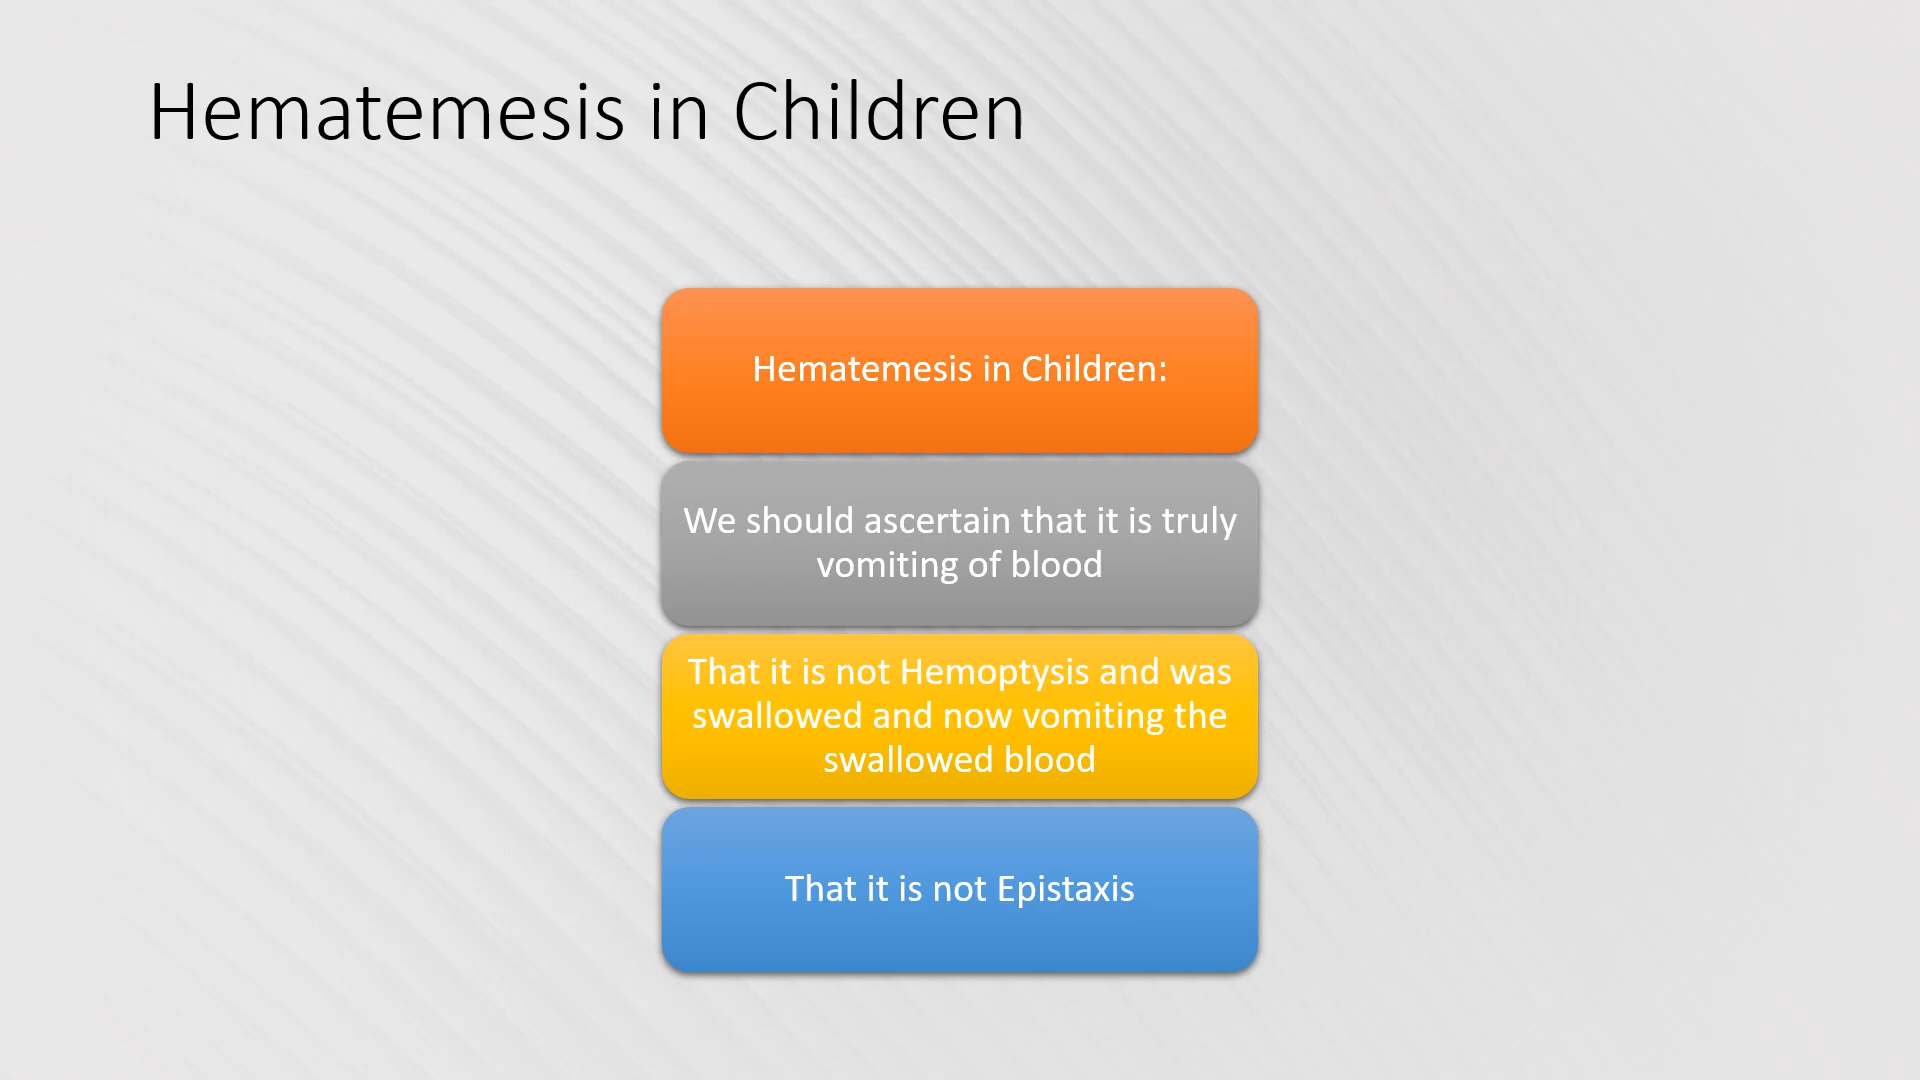 Hematemesis in Children
Hematemesis in Children:
We should ascertain that it is truly
vomiting of blood
That it is not Hemoptysis and was
swallowed and now vomiting the
swallowed blood
That it is not Epistaxis